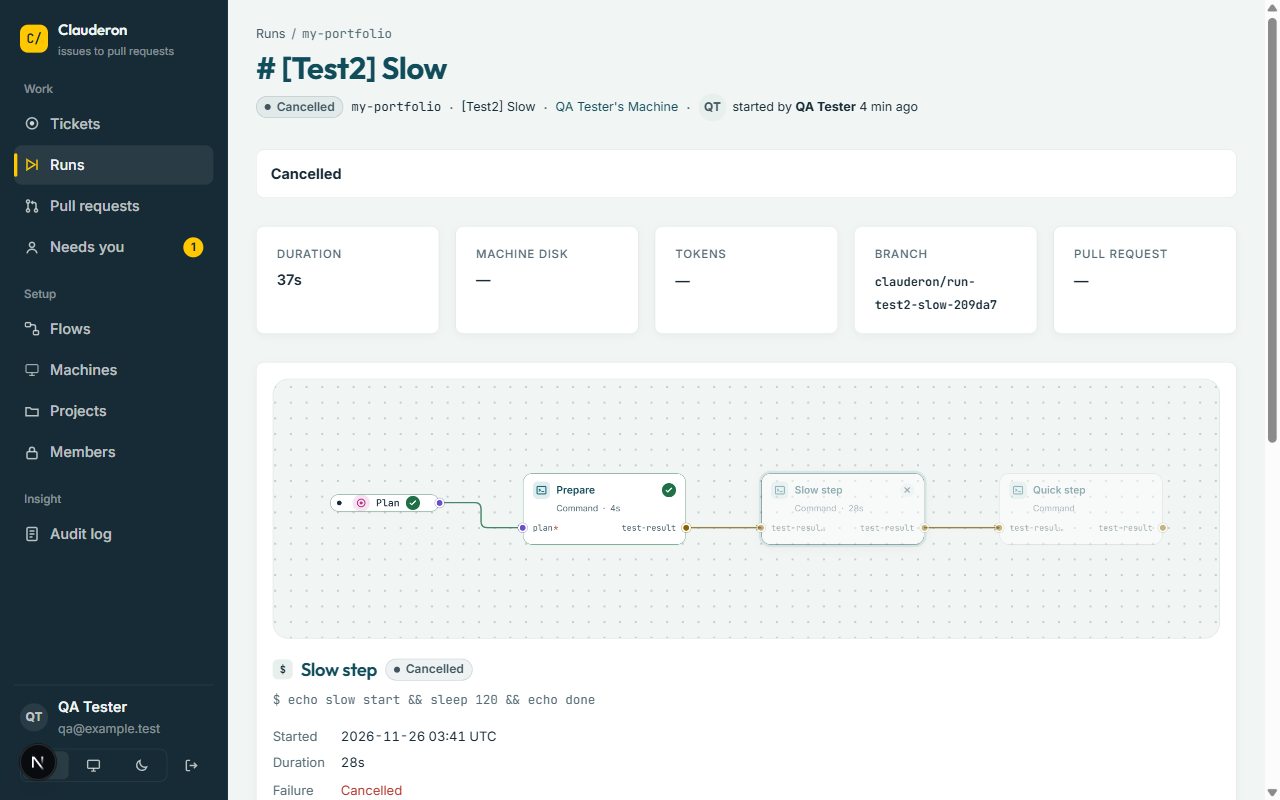 C/
Clauderon
issues to pull requests
Work
Tickets
Runs
Pull requests
Needs you
1
Setup
Flows
Machines
Projects
Members
Insight
Audit log
QT
QA Tester
qa@example.test
N
Runs / my-portfolio
# [Test2] Slow
Cancelled my-portfolio · [Test2] Slow · QA Tester's Machine · QT started by QA Tester 4 min ago
Cancelled
DURATION
37s
MACHINE DISK
—
TOKENS
—
BRANCH
clauderon/run-
test2-slow-209da7
PULL REQUEST
—
Plan
Prepare
Command · 4s
plan* test-result
Slow step
Command · 28s
test-resul… test-result
Quick step
Command
test-resul… test-result
$ Slow step Cancelled
$ echo slow start && sleep 120 && echo done
Started 2026-11-26 03:41 UTC
Duration 28s
Failure Cancelled